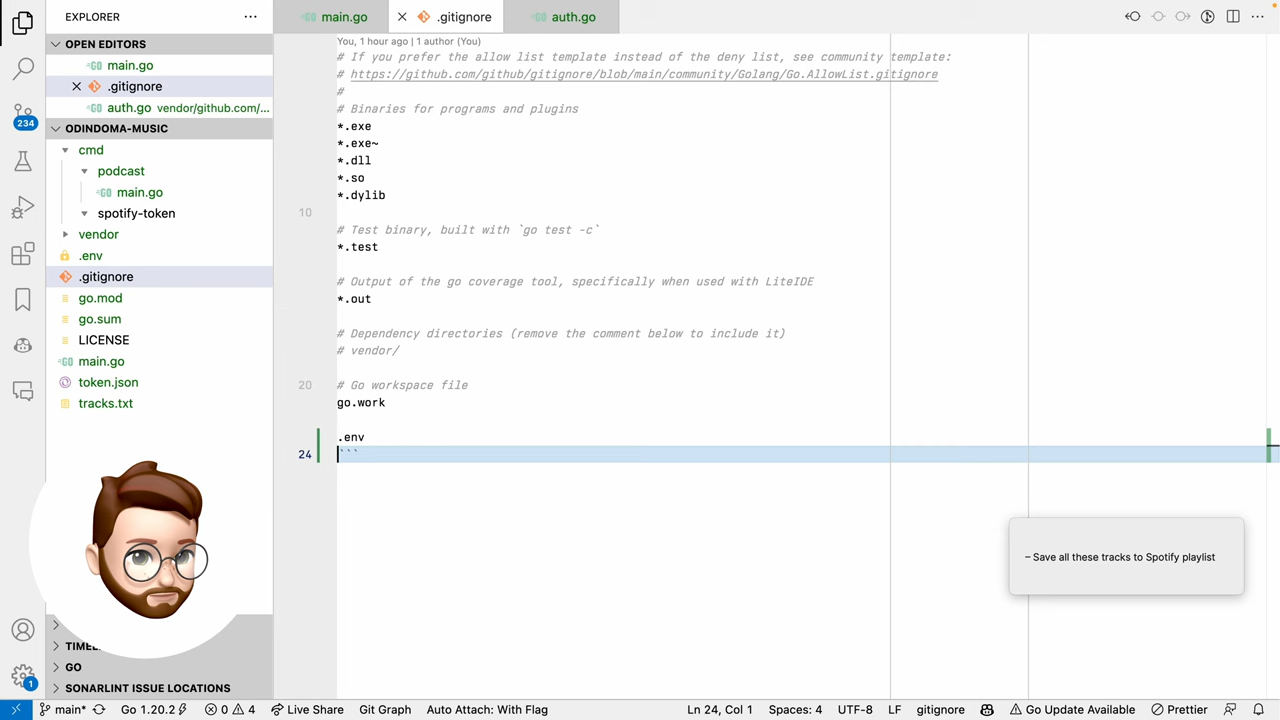 EXPLORER
OPEN EDITORS
main.go
.gitignore
auth.go vendor/github.com/...
ODINDOMA-MUSIC
cmd
podcast
main.go
spotify-token
vendor
.env
.gitignore
go.mod
go.sum
LICENSE
main.go
token.json
tracks.txt
TIMEL
GO
SONARLINT ISSUE LOCATIONS
234
1
main.go
.gitignore
auth.go
You, 1 hour ago | 1 author (You)
# If you prefer the allow list template instead of the deny list, see community template:
# https://github.com/github/gitignore/blob/main/community/Golang/Go.AllowList.gitignore
#
# Binaries for programs and plugins
*.exe
*.exe~
*.dll
*.so
*.dylib
10
# Test binary, built with `go test -c`
*.test
# Output of the go coverage tool, specifically when used with LiteIDE
*.out
# Dependency directories (remove the comment below to include it)
# vendor/
20 # Go workspace file
go.work
.env
24 ```
– Save all these tracks to Spotify playlist
main* Go 1.20.2 0 4 Live Share Git Graph Auto Attach: With Flag Ln 24, Col 1 Spaces: 4 UTF-8 LF gitignore Go Update Available Prettier